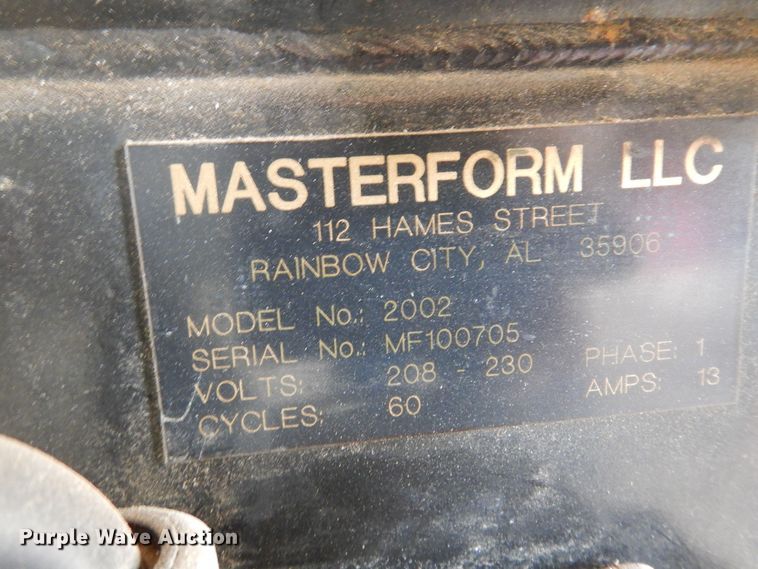 MASTERFORM LLC
112 HAMES STREET
RAINBOW CITY, AL 35906
MODEL No.: 2002
SERIAL No.: MF100705
VOLTS: 208 - 230 PHASE: 1
CYCLES: 60 AMPS: 13
Purple Wave Auction